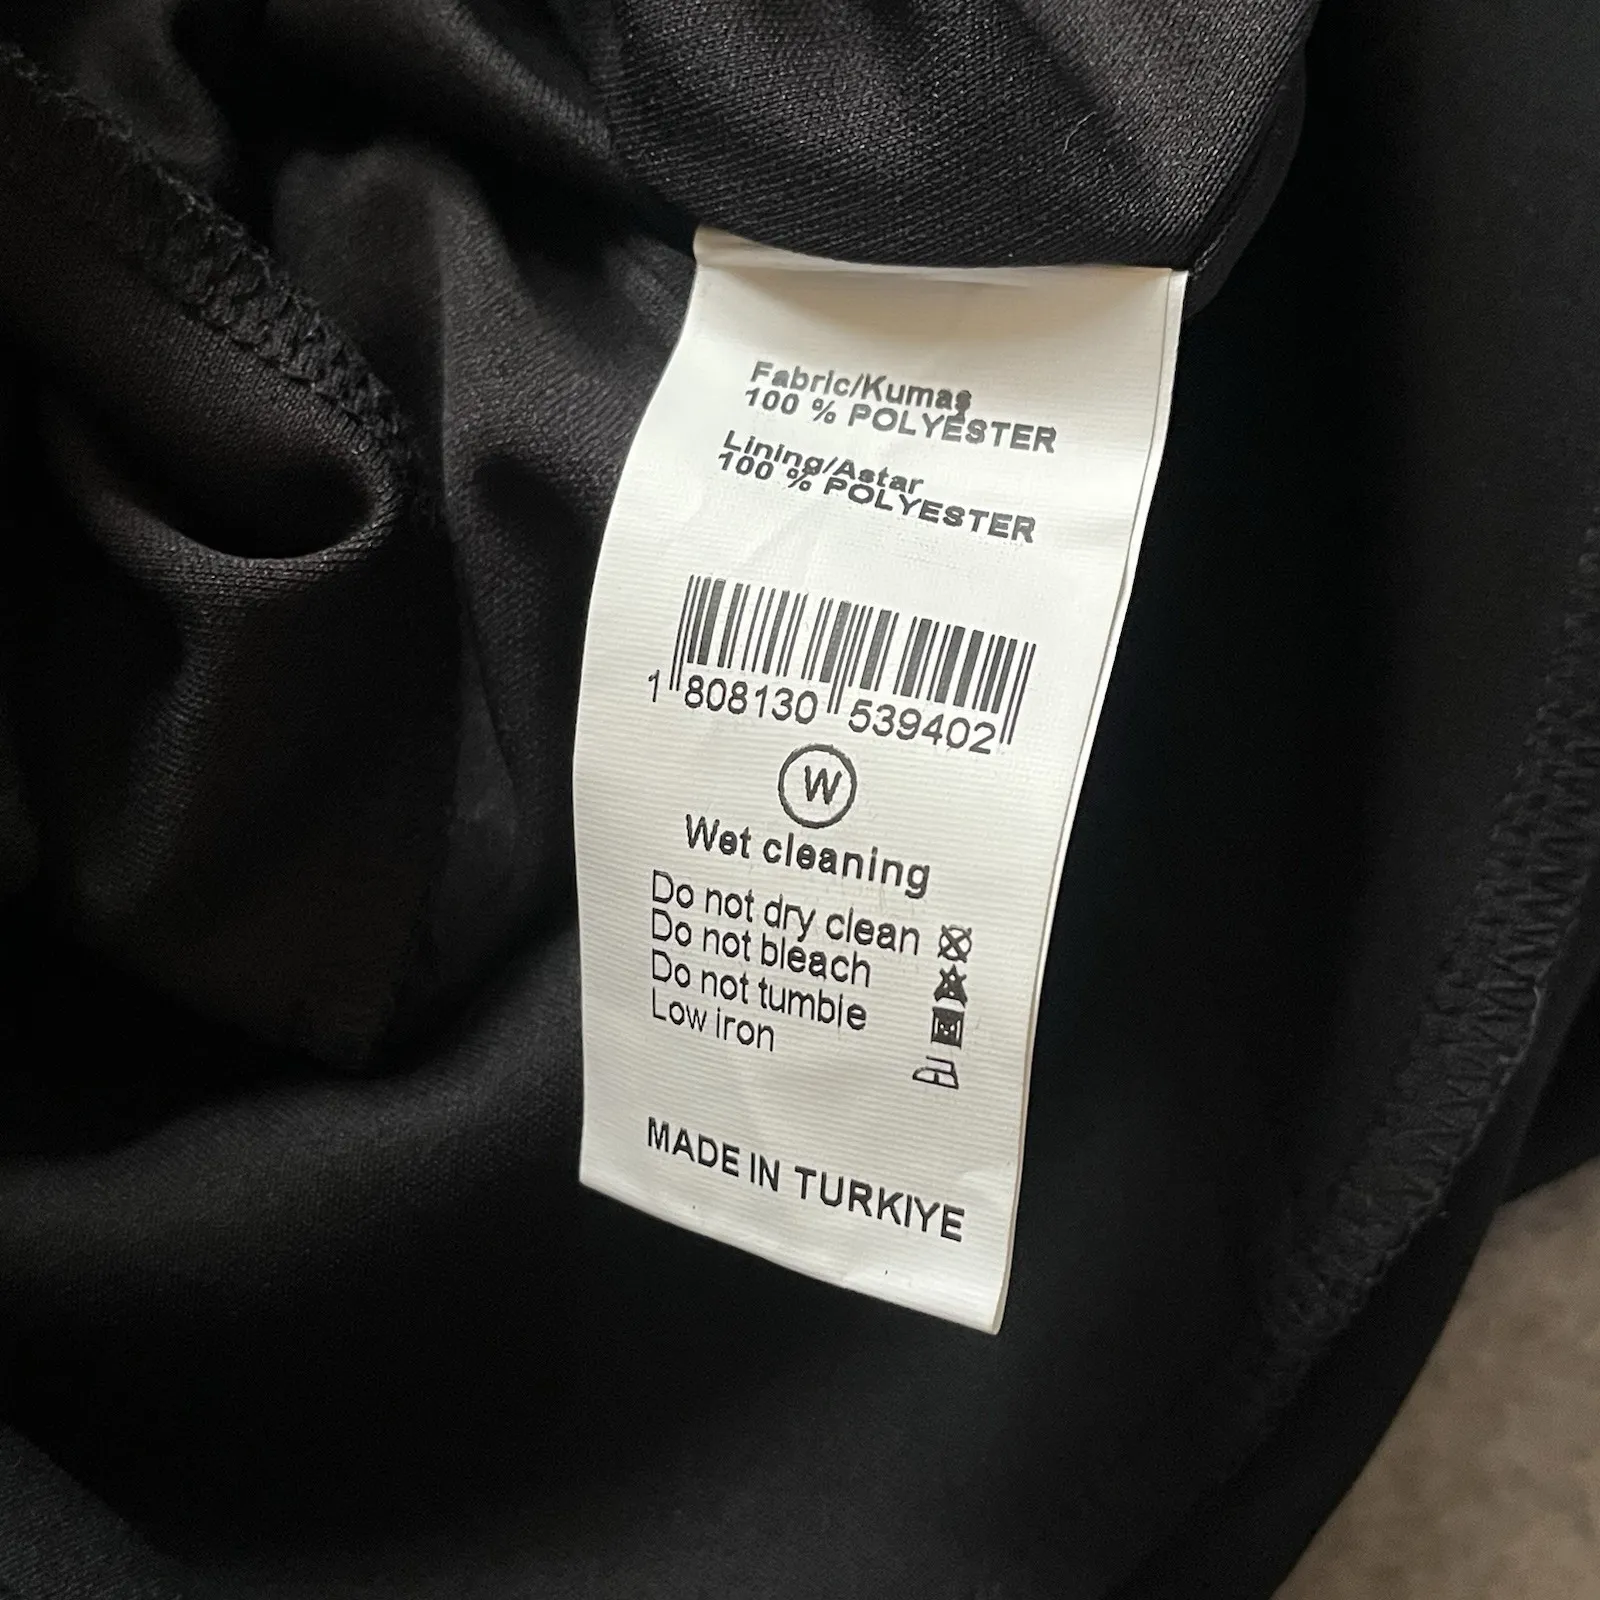 Fabric/Kumaş
100 % POLYESTER
Lining/Astar
100 % POLYESTER
1 808130 539402
W
Wet cleaning
Do not dry clean
Do not bleach
Do not tumble
Low iron
MADE IN TURKIYE